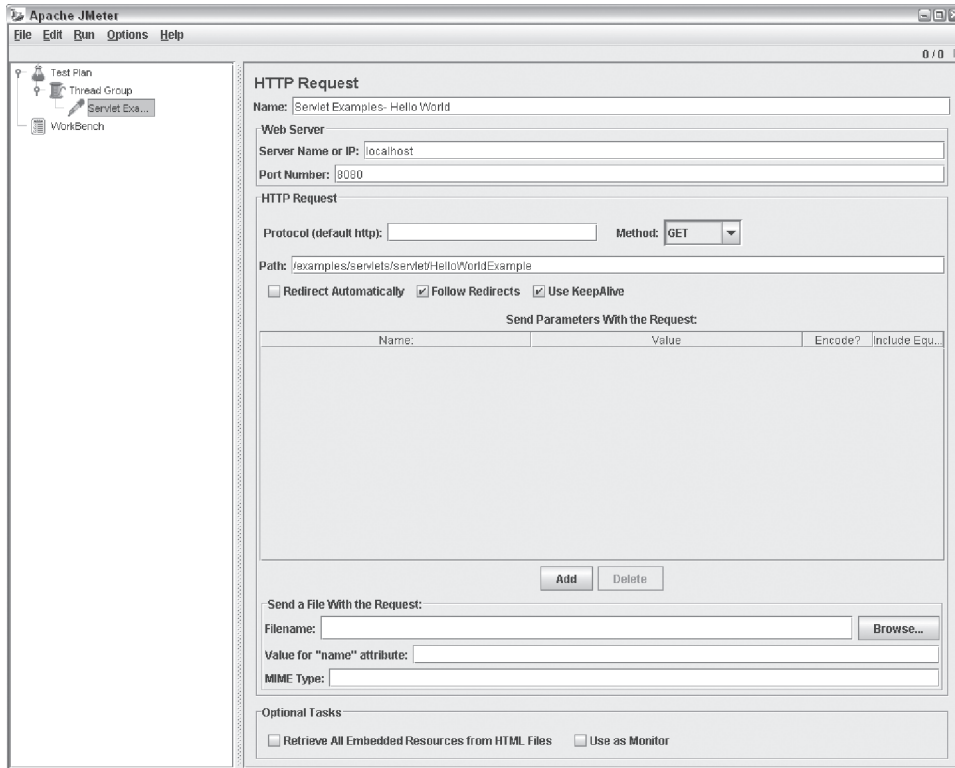 Apache JMeter
File Edit Run Options Help
0 / 0
Test Plan
Thread Group
Servlet Exa...
WorkBench
HTTP Request
Name: Servlet Examples- Hello World
Web Server
Server Name or IP: localhost
Port Number: 8080
HTTP Request
Protocol (default http): Method: GET
Path: /examples/servlets/servlet/HelloWorldExample
Redirect Automatically Follow Redirects Use KeepAlive
Send Parameters With the Request:
Name: Value Encode? Include Equ...
Add Delete
Send a File With the Request:
Filename: Browse...
Value for "name" attribute:
MIME Type:
Optional Tasks
Retrieve All Embedded Resources from HTML Files Use as Monitor